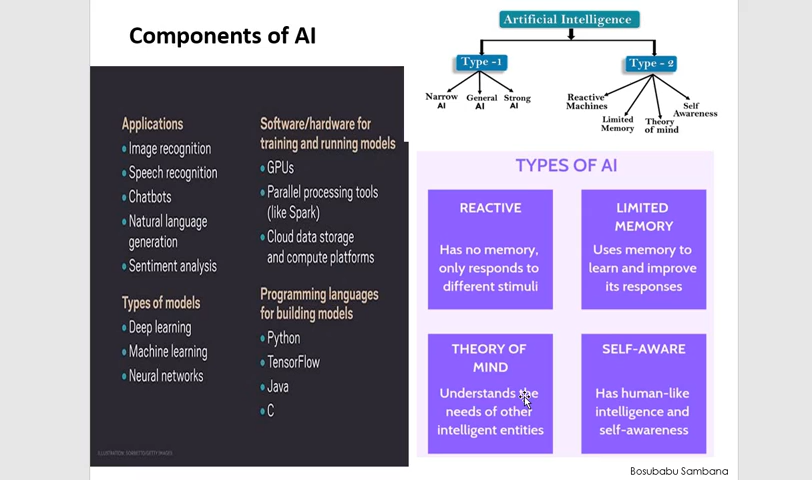 Components of AI
Applications
Image recognition
Speech recognition
Chatbots
Natural language
generation
Sentiment analysis
Types of models
Deep learning
Machine learning
Neural networks
Software/hardware for
training and running models
GPUs
Parallel processing tools
(like Spark)
Cloud data storage
and compute platforms
Programming languages
for building models
Python
TensorFlow
Java
C
ILLUSTRATION: DORBRITZ/GETTY IMAGES
Artificial Intelligence
Type -1
Type - 2
Narrow
AI
General
AI
Strong
AI
Reactive
Machines
Limited
Memory
Theory
of mind
Self
Awareness
TYPES OF AI
REACTIVE
Has no memory,
only responds to
different stimuli
LIMITED
MEMORY
Uses memory to
learn and improve
its responses
THEORY OF
MIND
Understands the
needs of other
intelligent entities
SELF-AWARE
Has human-like
intelligence and
self-awareness
Bosubabu Sambana